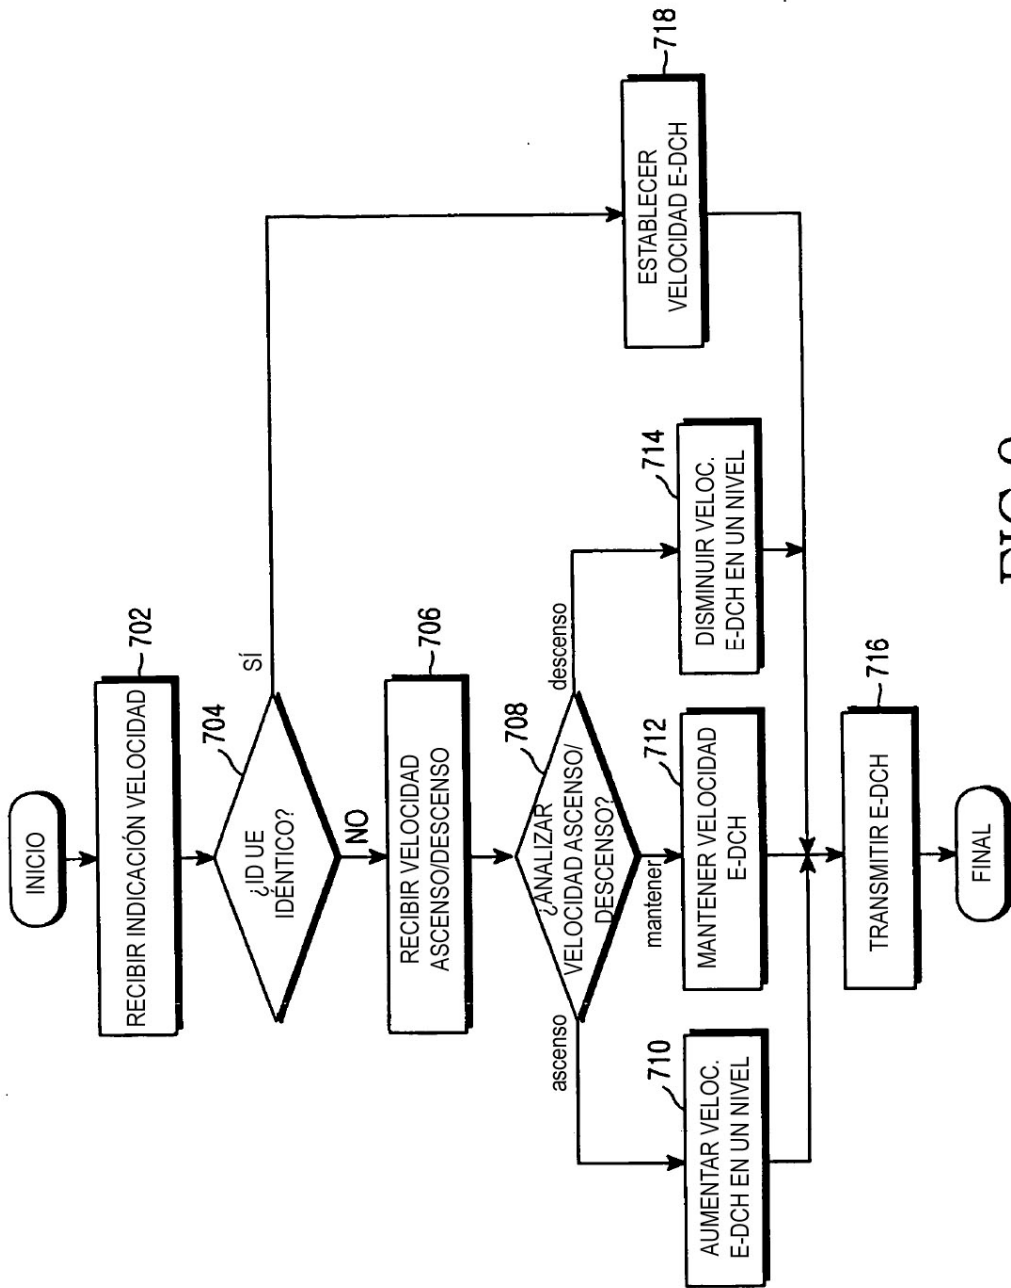 INICIO
RECIBIR INDICACIÓN VELOCIDAD
702
¿ID UE
IDÉNTICO?
704
SÍ
NO
RECIBIR VELOCIDAD
ASCENSO/DESCENSO
706
¿ANALIZAR
VELOCIDAD ASCENSO/
DESCENSO?
708
ascenso
mantener
descenso
AUMENTAR VELOC.
E-DCH EN UN NIVEL
710
MANTENER VELOCIDAD
E-DCH
712
DISMINUIR VELOC.
E-DCH EN UN NIVEL
714
ESTABLECER
VELOCIDAD E-DCH
718
TRANSMITIR E-DCH
716
FINAL